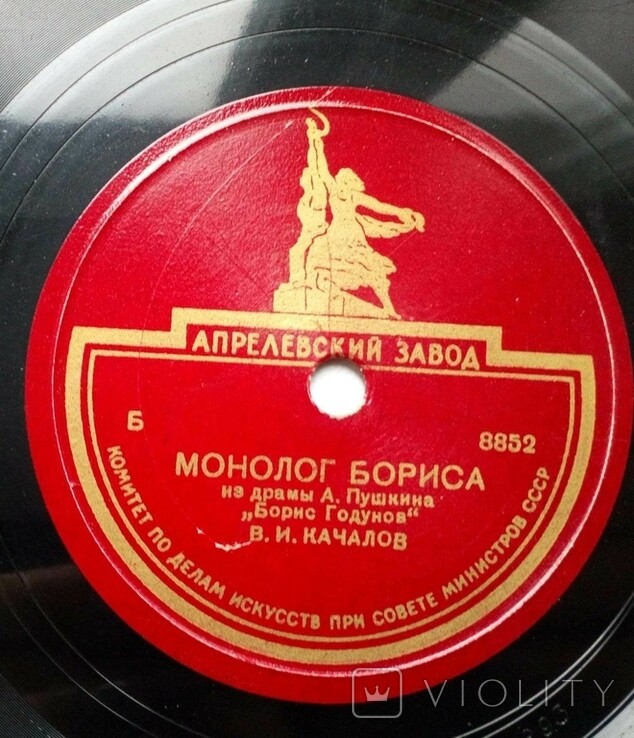 АПРЕЛЕВСКИЙ ЗАВОД
Б
8852
МОНОЛОГ БОРИСА
из драмы А. Пушкина
„Борис Годунов“
В. И. КАЧАЛОВ
КОМИТЕТ ПО ДЕЛАМ ИСКУССТВ ПРИ СОВЕТЕ МИНИСТРОВ СССР
VIOLITY